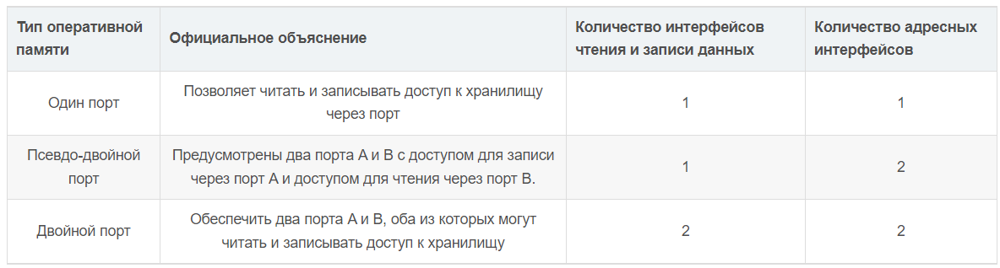 Тип оперативной
памяти
Официальное объяснение
Количество интерфейсов
чтения и записи данных
Количество адресных
интерфейсов
Один порт
Позволяет читать и записывать доступ к хранилищу
через порт
1
1
Псевдо-двойной
порт
Предусмотрены два порта A и B с доступом для записи
через порт A и доступом для чтения через порт B.
1
2
Двойной порт
Обеспечить два порта A и B, оба из которых могут
читать и записывать доступ к хранилищу
2
2